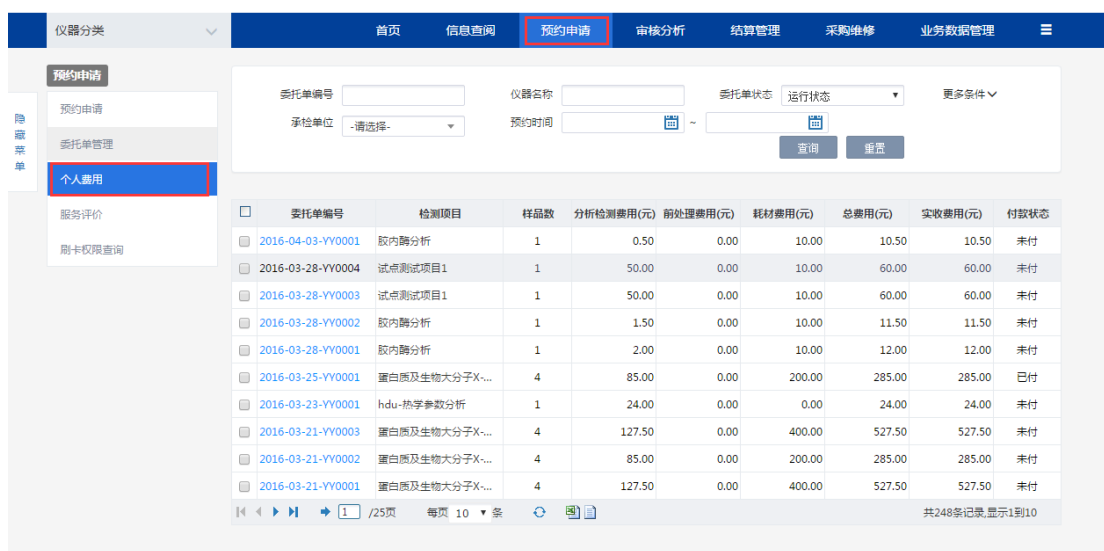 仪器分类 首页 信息查阅 预约申请 审核分析 结算管理 采购维修 业务数据管理
隐藏菜单
预约申请
预约申请
委托单管理
个人费用
服务评价
刷卡权限查询
委托单编号 仪器名称 委托单状态 运行状态 更多条件
承检单位 -请选择- 预约时间 ~
查询 重置
委托单编号 检测项目 样品数 分析检测费用(元) 前处理费用(元) 耗材费用(元) 总费用(元) 实收费用(元) 付款状态
2016-04-03-YY0001 胶内酶分析 1 0.50 0.00 10.00 10.50 10.50 未付
2016-03-28-YY0004 试点测试项目1 1 50.00 0.00 10.00 60.00 60.00 未付
2016-03-28-YY0003 试点测试项目1 1 50.00 0.00 10.00 60.00 60.00 未付
2016-03-28-YY0002 胶内酶分析 1 1.50 0.00 10.00 11.50 11.50 未付
2016-03-28-YY0001 胶内酶分析 1 2.00 0.00 10.00 12.00 12.00 未付
2016-03-25-YY0001 蛋白质及生物大分子X-... 4 85.00 0.00 200.00 285.00 285.00 已付
2016-03-23-YY0001 hdu-热学参数分析 1 24.00 0.00 0.00 24.00 24.00 未付
2016-03-21-YY0003 蛋白质及生物大分子X-... 4 127.50 0.00 400.00 527.50 527.50 未付
2016-03-21-YY0002 蛋白质及生物大分子X-... 4 85.00 0.00 200.00 285.00 285.00 未付
2016-03-21-YY0001 蛋白质及生物大分子X-... 4 127.50 0.00 400.00 527.50 527.50 未付
1 /25页 每页 10 条 共248条记录,显示1到10